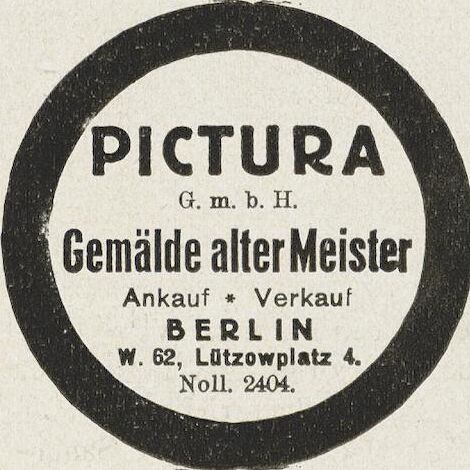 PICTURA
G. m. b. H.
Gemälde alter Meister
Ankauf * Verkauf
BERLIN
W. 62, Lützowplatz 4.
Noll. 2404.